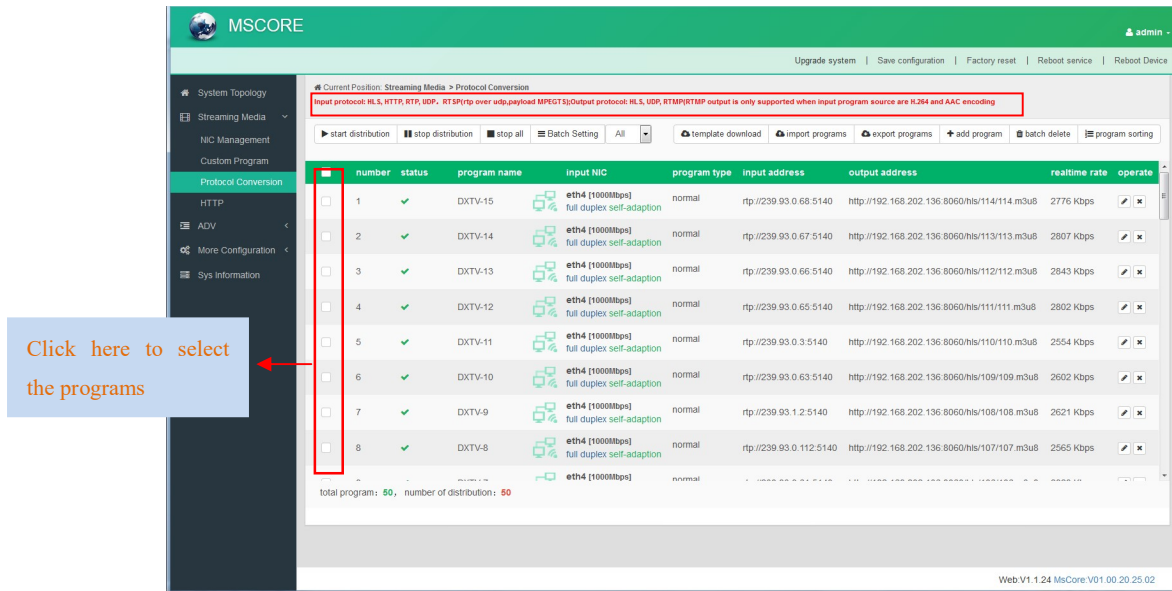 MSCORE
admin
Upgrade system | Save configuration | Factory reset | Reboot service | Reboot Device
System Topology
Streaming Media
NIC Management
Custom Program
Protocol Conversion
HTTP
ADV
More Configuration
Sys Information
Current Position: Streaming Media > Protocol Conversion
Input protocol: HLS, HTTP, RTP, UDP, RTSP(rtp over udp,payload MPEGTS);Output protocol: HLS, UDP, RTMP(RTMP output is only supported when input program source are H.264 and AAC encoding
start distribution stop distribution stop all Batch Setting All template download import programs export programs add program batch delete program sorting
number status program name input NIC program type input address output address realtime rate operate
1 DXTV-15 eth4 [1000Mbps] normal rtp://239.93.0.68:5140 http://192.168.202.136:8060/hls/114/114.m3u8 2776 Kbps
full duplex self-adaption
2 DXTV-14 eth4 [1000Mbps] normal rtp://239.93.0.67:5140 http://192.168.202.136:8060/hls/113/113.m3u8 2807 Kbps
full duplex self-adaption
3 DXTV-13 eth4 [1000Mbps] normal rtp://239.93.0.66:5140 http://192.168.202.136:8060/hls/112/112.m3u8 2843 Kbps
full duplex self-adaption
4 DXTV-12 eth4 [1000Mbps] normal rtp://239.93.0.65:5140 http://192.168.202.136:8060/hls/111/111.m3u8 2802 Kbps
full duplex self-adaption
5 DXTV-11 eth4 [1000Mbps] normal rtp://239.93.0.3:5140 http://192.168.202.136:8060/hls/110/110.m3u8 2554 Kbps
full duplex self-adaption
6 DXTV-10 eth4 [1000Mbps] normal rtp://239.93.0.63:5140 http://192.168.202.136:8060/hls/109/109.m3u8 2602 Kbps
full duplex self-adaption
7 DXTV-9 eth4 [1000Mbps] normal rtp://239.93.1.2:5140 http://192.168.202.136:8060/hls/108/108.m3u8 2621 Kbps
full duplex self-adaption
8 DXTV-8 eth4 [1000Mbps] normal rtp://239.93.0.112:5140 http://192.168.202.136:8060/hls/107/107.m3u8 2565 Kbps
full duplex self-adaption
eth4 [1000Mbps] normal
total program: 50, number of distribution: 50
Click here to select
the programs
Web:V1.1.24 MsCore:V01.00.20.25.02